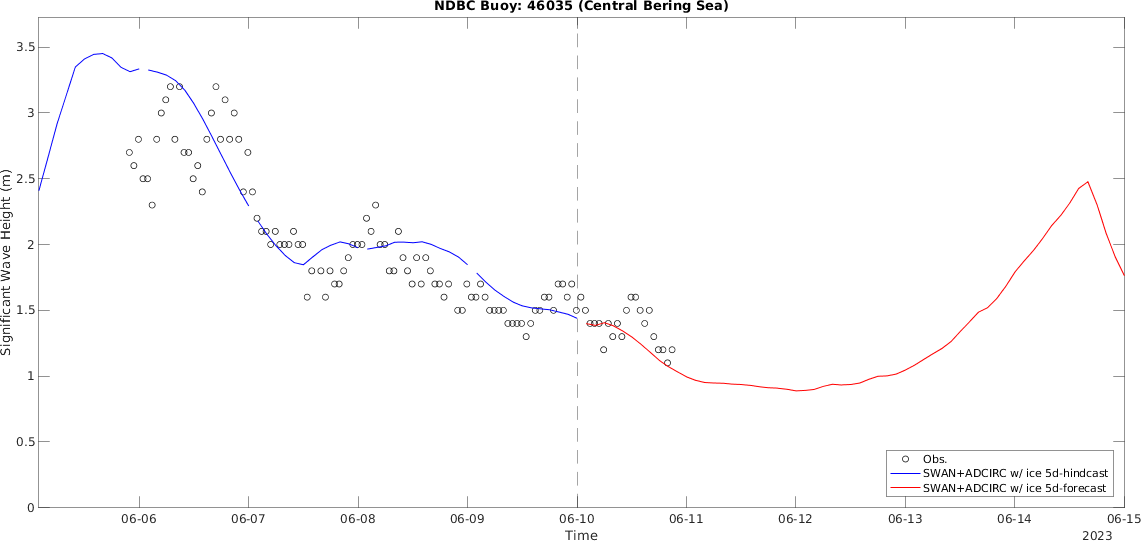 NDBC Buoy: 46035 (Central Bering Sea)
3.5
3
2.5
2
1.5
1
0.5
0
Significant Wave Height (m)
Obs.
SWAN+ADCIRC w/ ice 5d-hindcast
SWAN+ADCIRC w/ ice 5d-forecast
06-06 06-07 06-08 06-09 06-10 06-11 06-12 06-13 06-14 06-15
Time
2023